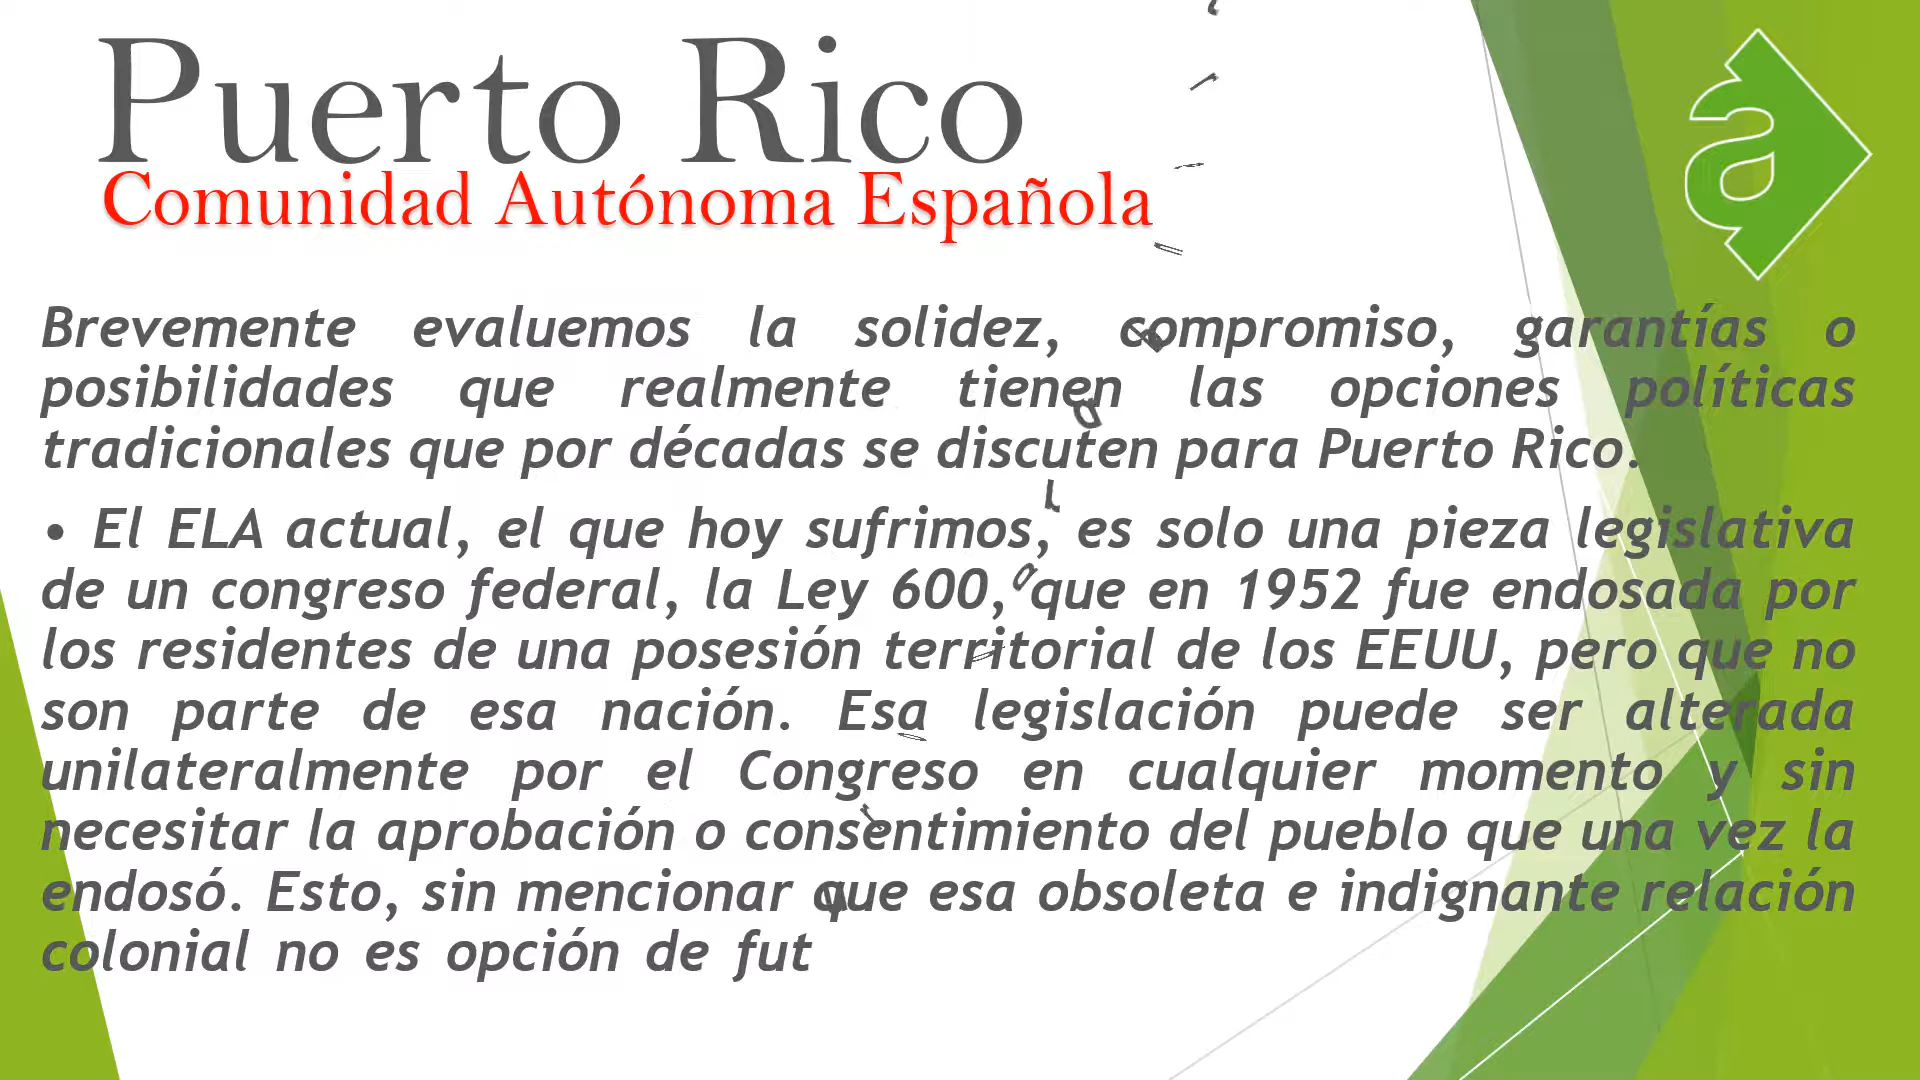 Puerto Rico
Comunidad Autónoma Española
a
Brevemente evaluemos la solidez, compromiso, garantías o
posibilidades que realmente tienen las opciones políticas
tradicionales que por décadas se discuten para Puerto Rico.
• El ELA actual, el que hoy sufrimos, es solo una pieza legislativa
de un congreso federal, la Ley 600, que en 1952 fue endosada por
los residentes de una posesión territorial de los EEUU, pero que no
son parte de esa nación. Esa legislación puede ser alterada
unilateralmente por el Congreso en cualquier momento y sin
necesitar la aprobación o consentimiento del pueblo que una vez la
endosó. Esto, sin mencionar que esa obsoleta e indignante relación
colonial no es opción de fut